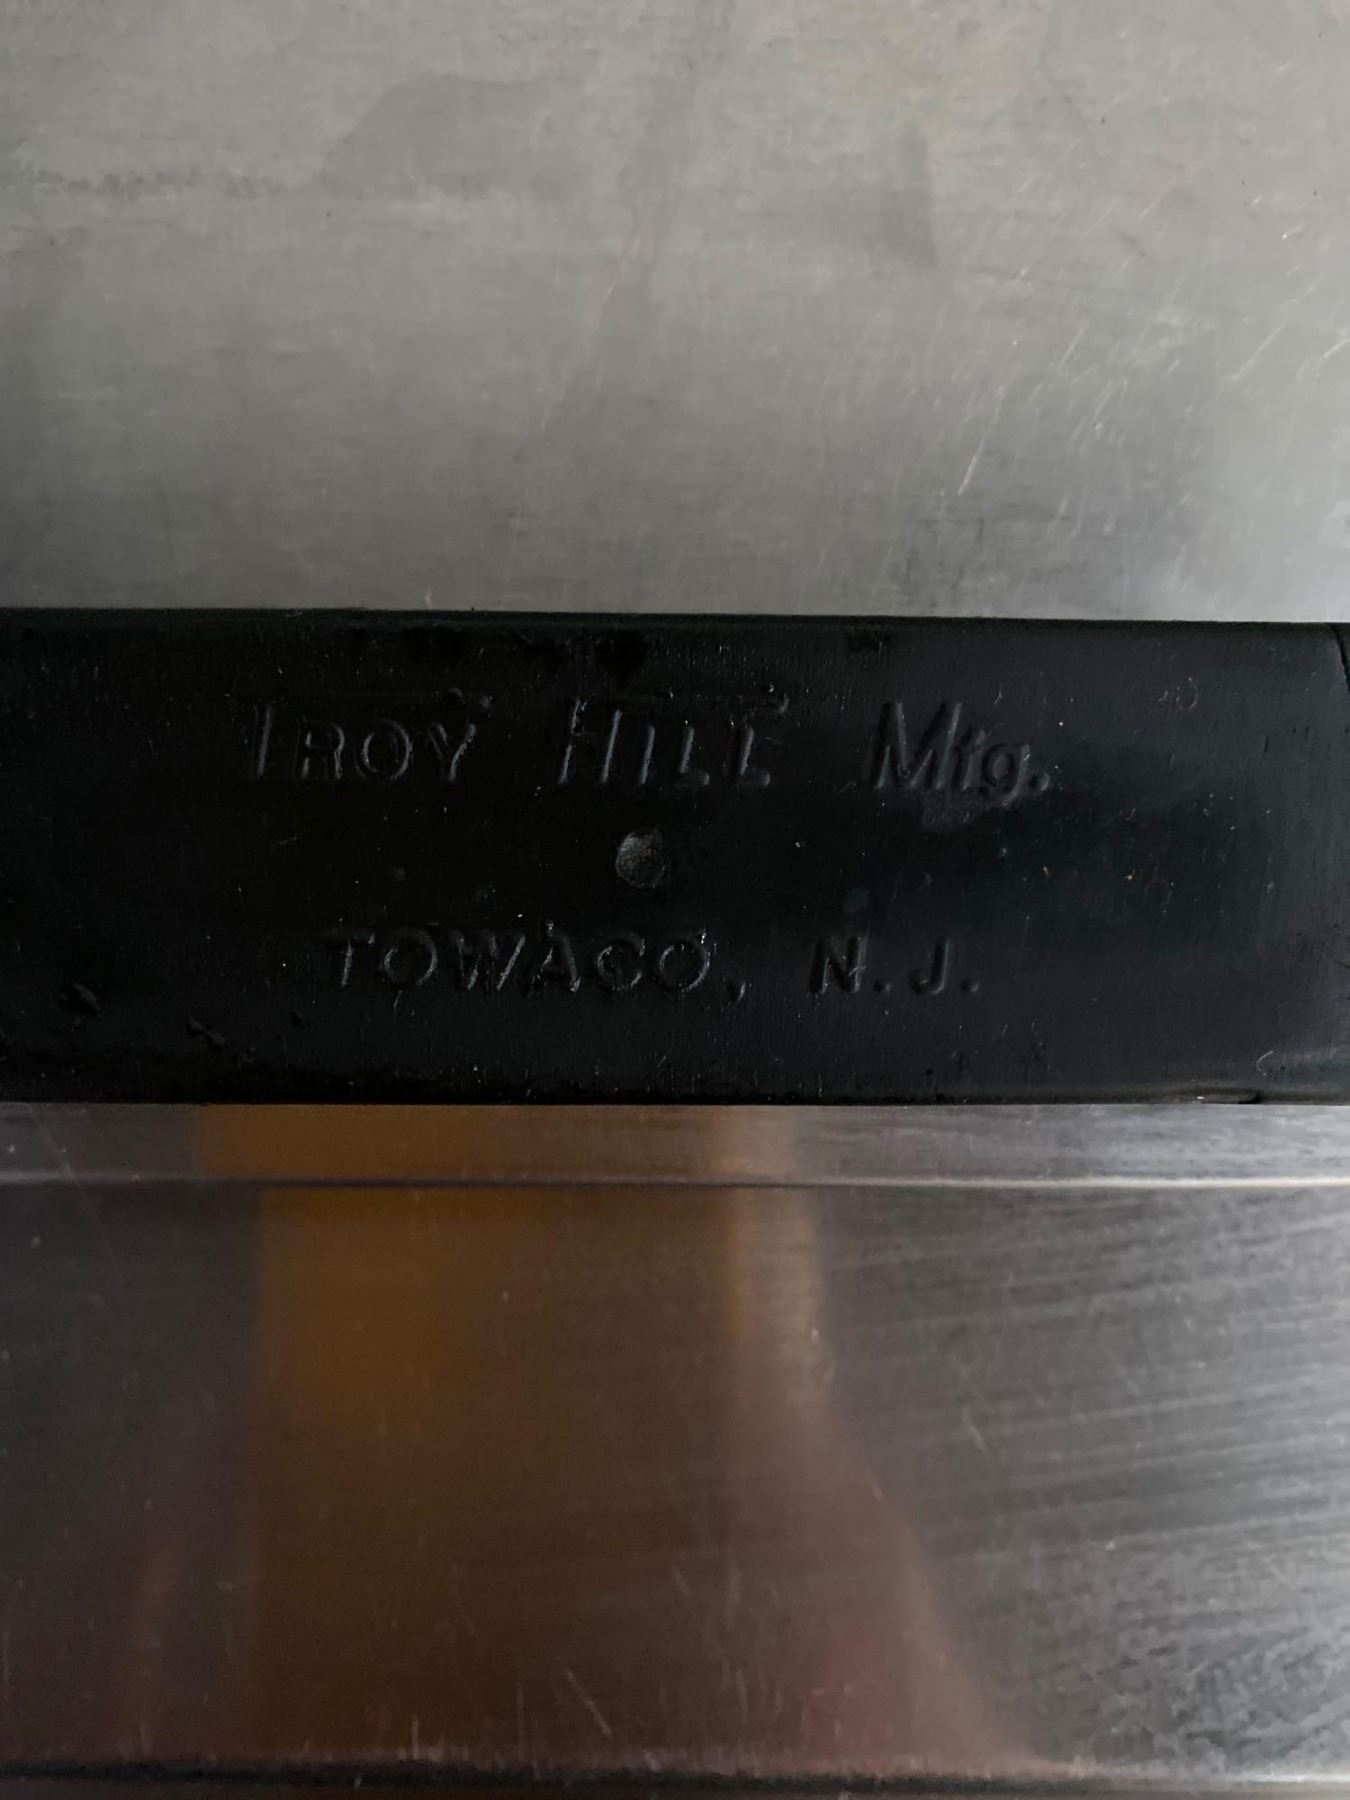 TROY HILL Mfg.
TOWACO, N.J.